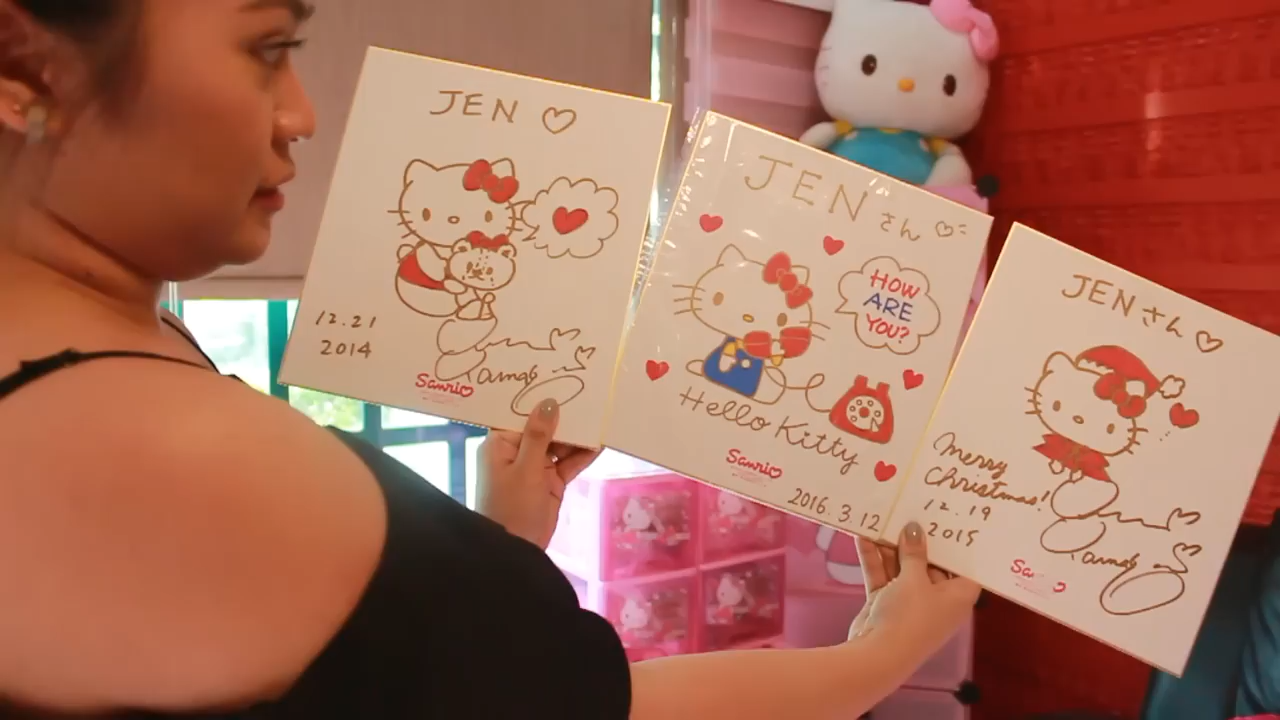 JEN ♡
12.21
2014
Sanrio
JENさん ♡
HOW
ARE
YOU?
Hello Kitty
Sanrio
2016.3.12
JENさん ♡
Merry
Christmas!
12.19
2015